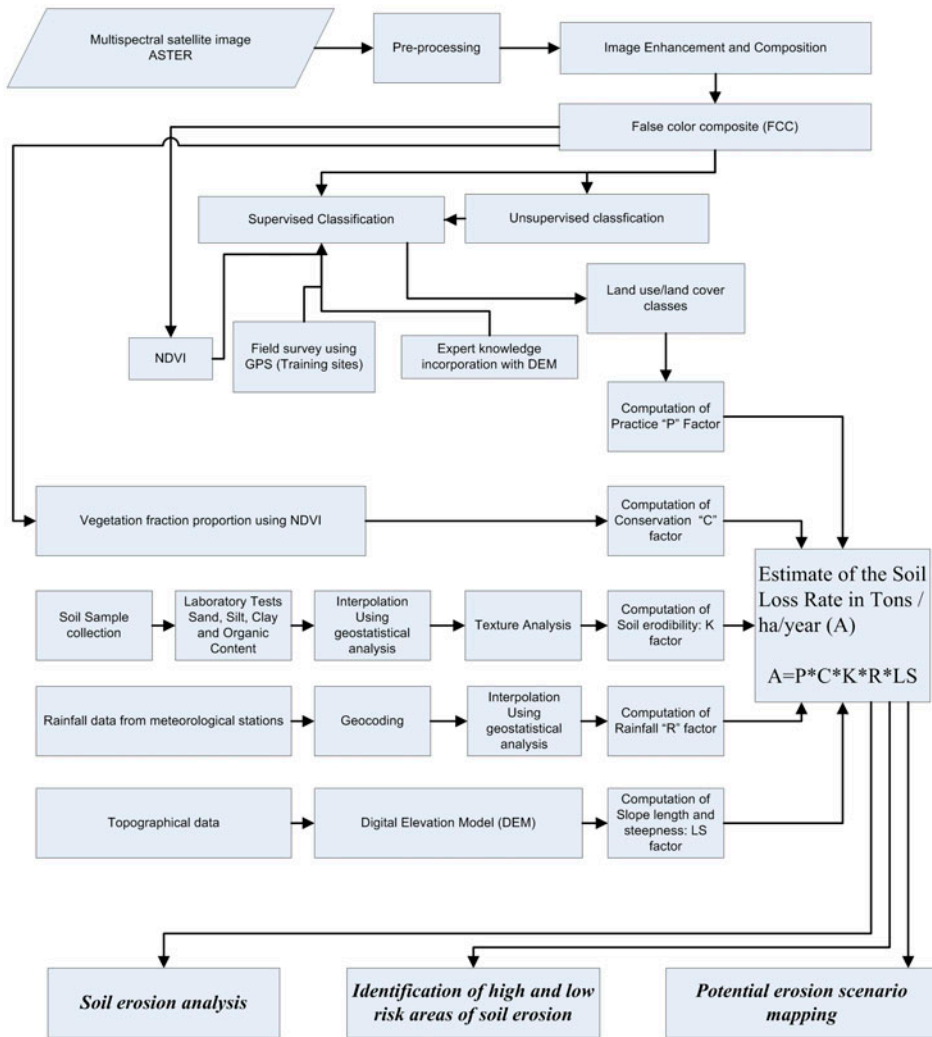 Multispectral satellite image
ASTER
Pre-processing
Image Enhancement and Composition
False color composite (FCC)
Supervised Classification
Unsupervised classfication
Land use/land cover
classes
NDVI
Field survey using
GPS (Training sites)
Expert knowledge
incorporation with DEM
Computation of
Practice “P” Factor
Vegetation fraction proportion using NDVI
Computation of
Conservation “C”
factor
Estimate of the Soil
Loss Rate in Tons /
ha/year (A)
A=P*C*K*R*LS
Soil Sample
collection
Laboratory Tests
Sand, Silt, Clay
and Organic
Content
Interpolation
Using
geostatistical
analysis
Texture Analysis
Computation of
Soil erodibility: K
factor
Rainfall data from meteorological stations
Geocoding
Interpolation
Using
geostatistical
analysis
Computation of
Rainfall “R” factor
Topographical data
Digital Elevation Model (DEM)
Computation of
Slope length and
steepness: LS
factor
Soil erosion analysis
Identification of high and low
risk areas of soil erosion
Potential erosion scenario
mapping